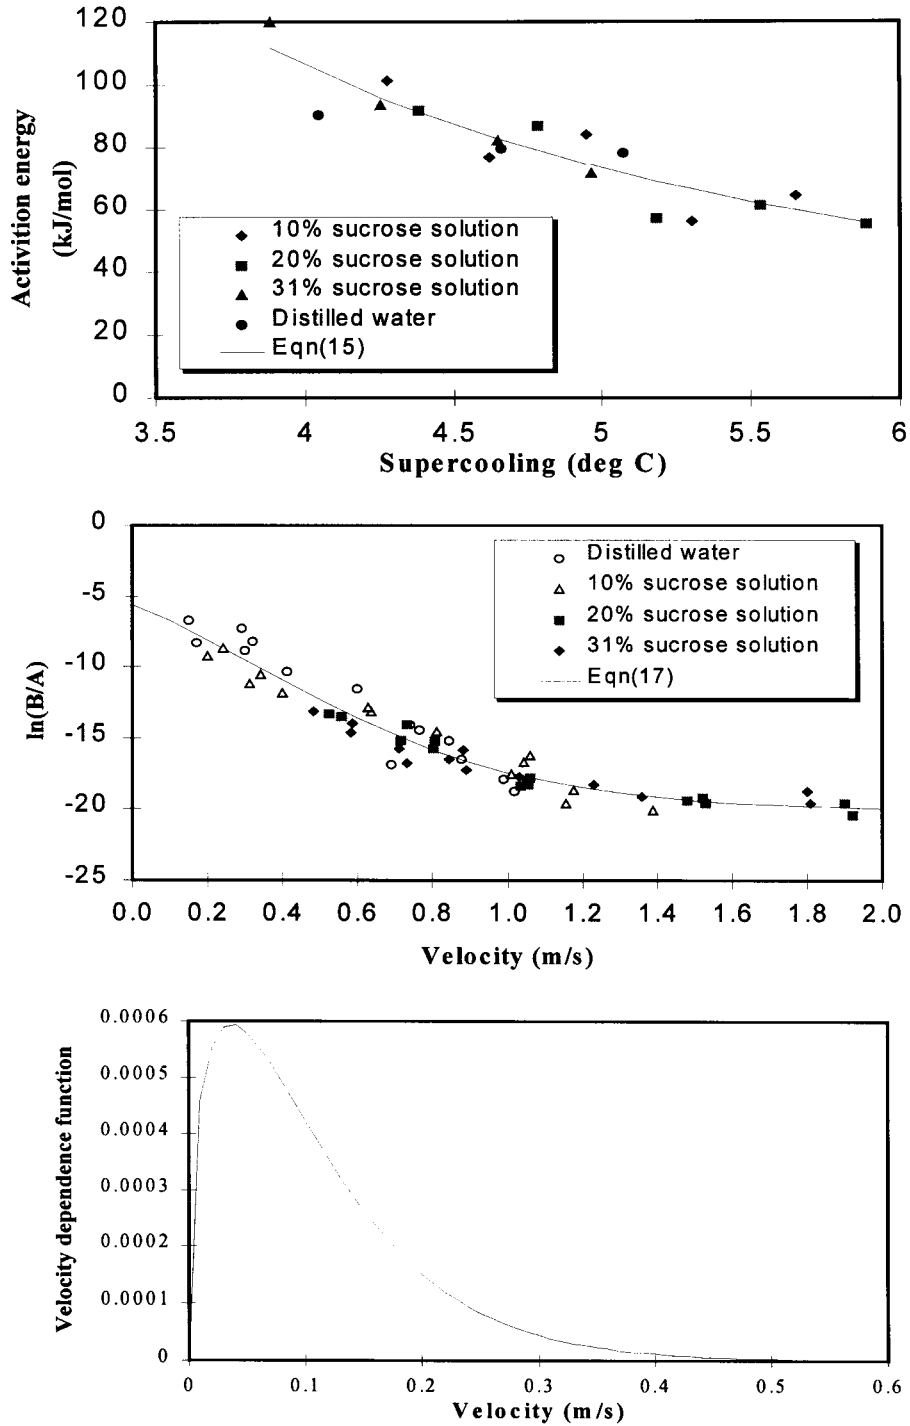 120
100
80
60
40
20
0
Activition energy
(kJ/mol)
10% sucrose solution
20% sucrose solution
31% sucrose solution
Distilled water
Eqn(15)
3.5 4 4.5 5 5.5 6
Supercooling (deg C)
0
-5
-10
-15
-20
-25
ln(B/A)
Distilled water
10% sucrose solution
20% sucrose solution
31% sucrose solution
Eqn(17)
0.0 0.2 0.4 0.6 0.8 1.0 1.2 1.4 1.6 1.8 2.0
Velocity (m/s)
0.0006
0.0005
0.0004
0.0003
0.0002
0.0001
0
Velocity dependence function
0 0.1 0.2 0.3 0.4 0.5 0.6
Velocity (m/s)